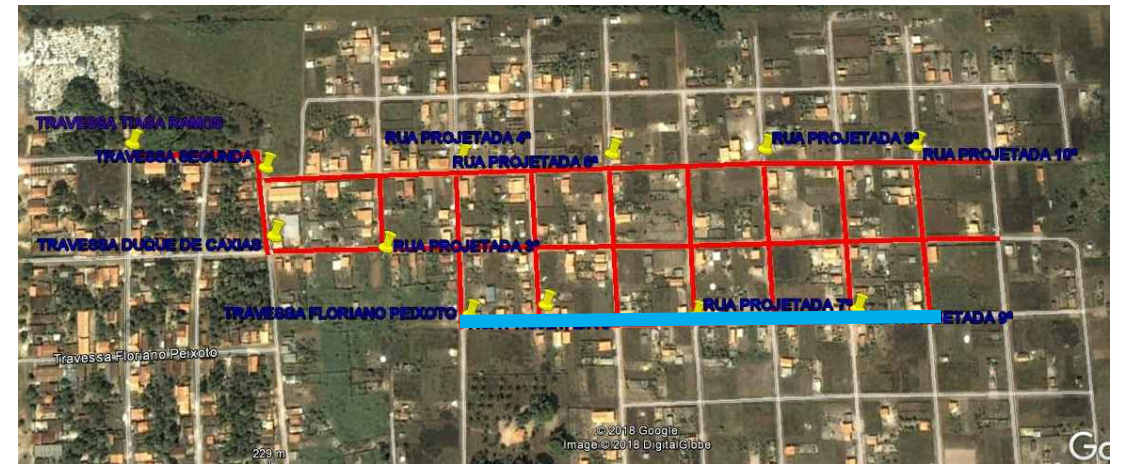 TRAVESSA TIAGA RAMOS
RUA PROJETADA 4ª
RUA PROJETADA 8ª
TRAVESSA SEGUNDA
RUA PROJETADA 6ª
RUA PROJETADA 10ª
TRAVESSA DUQUE DE CAXIAS
RUA PROJETADA 3ª
RUA PROJETADA 7ª
TRAVESSA FLORIANO PEIXOTO
ETADA 9ª
Travessa Floriano Peixoto
© 2018 Google
Image © 2018 DigitalGlobe
229 m
Go